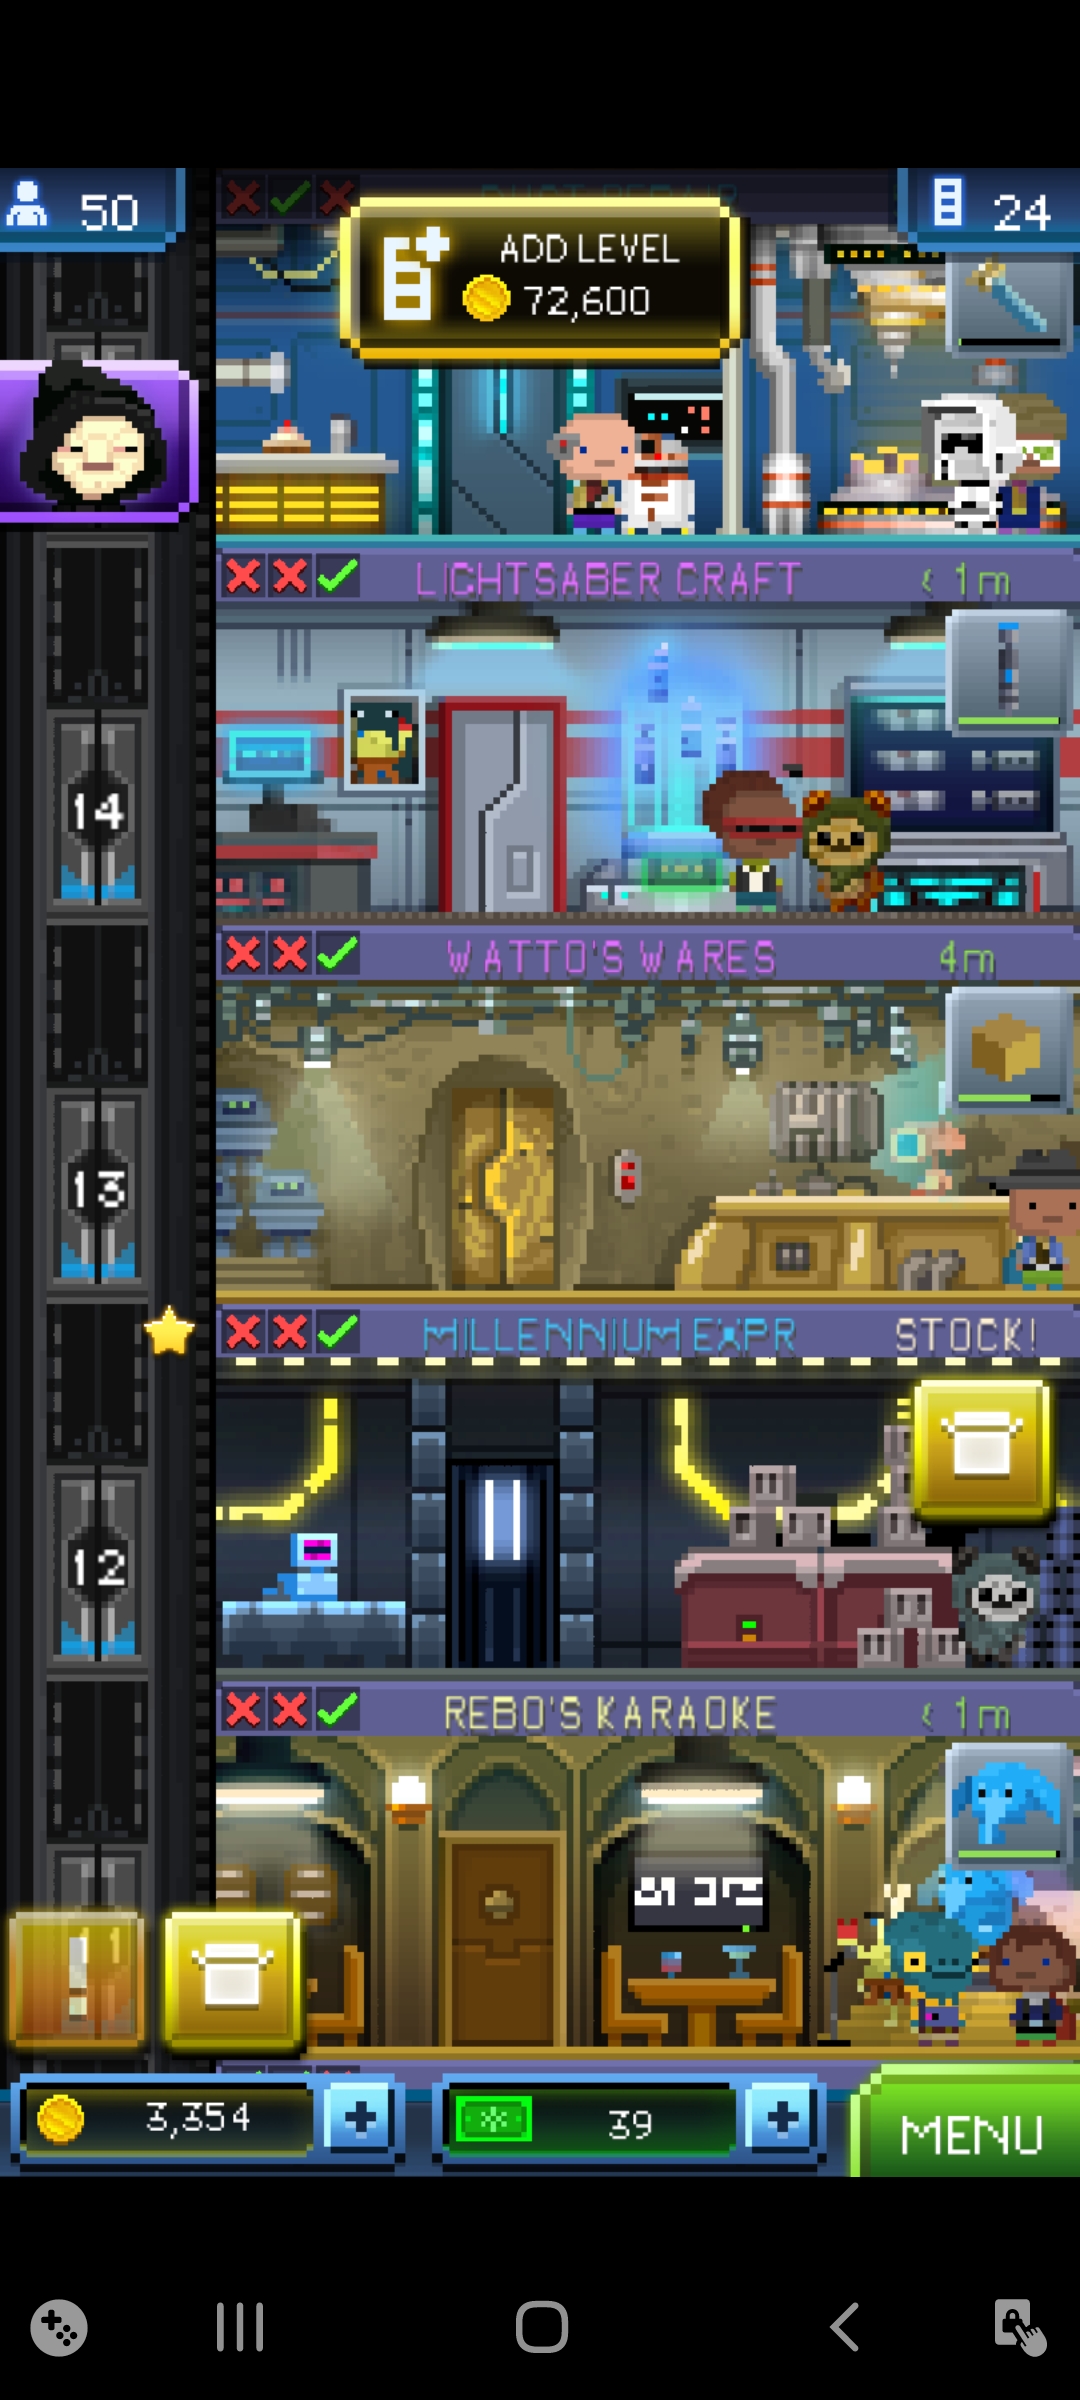 50
24
ADD LEVEL
72,600
LIGHTSABER CRAFT
< 1m
14
WATTO'S WARES
4m
13
MILLENNIUM EXPR
STOCK!
12
REBO'S KARAOKE
< 1m
3,354
39
MENU